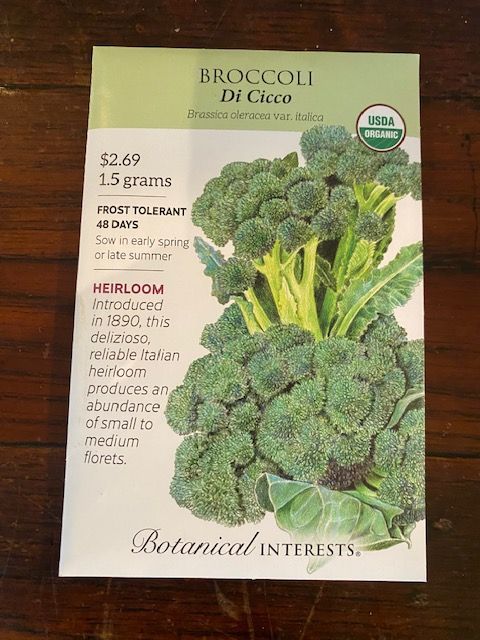 BROCCOLI
Di Cicco
Brassica oleracea var. italica
USDA
ORGANIC
$2.69
1.5 grams
FROST TOLERANT
48 DAYS
Sow in early spring
or late summer
HEIRLOOM
Introduced
in 1890, this
delizioso,
reliable Italian
heirloom
produces an
abundance
of small to
medium
florets.
Botanical INTERESTS®